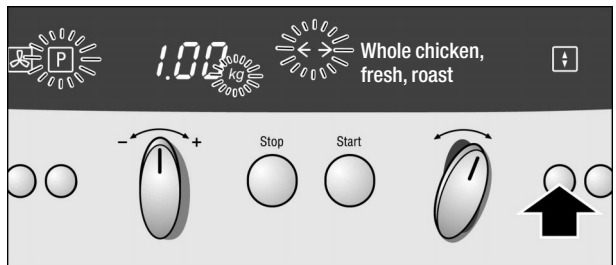 P 1.00 kg Whole chicken,
fresh, roast
- + Stop Start